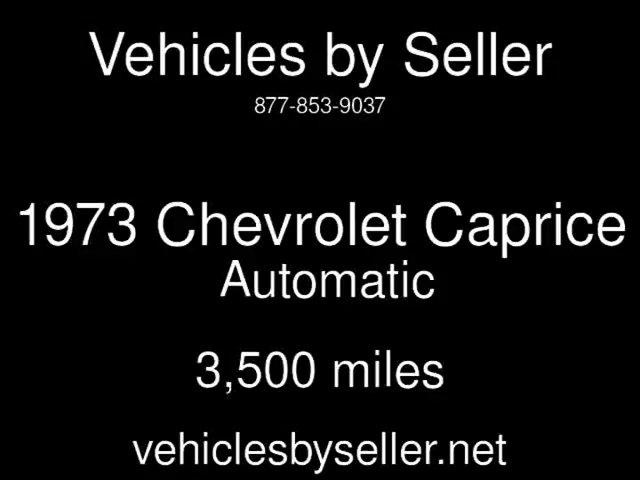 Vehicles by Seller
877-853-9037
1973 Chevrolet Caprice
Automatic
3,500 miles
vehiclesbyseller.net